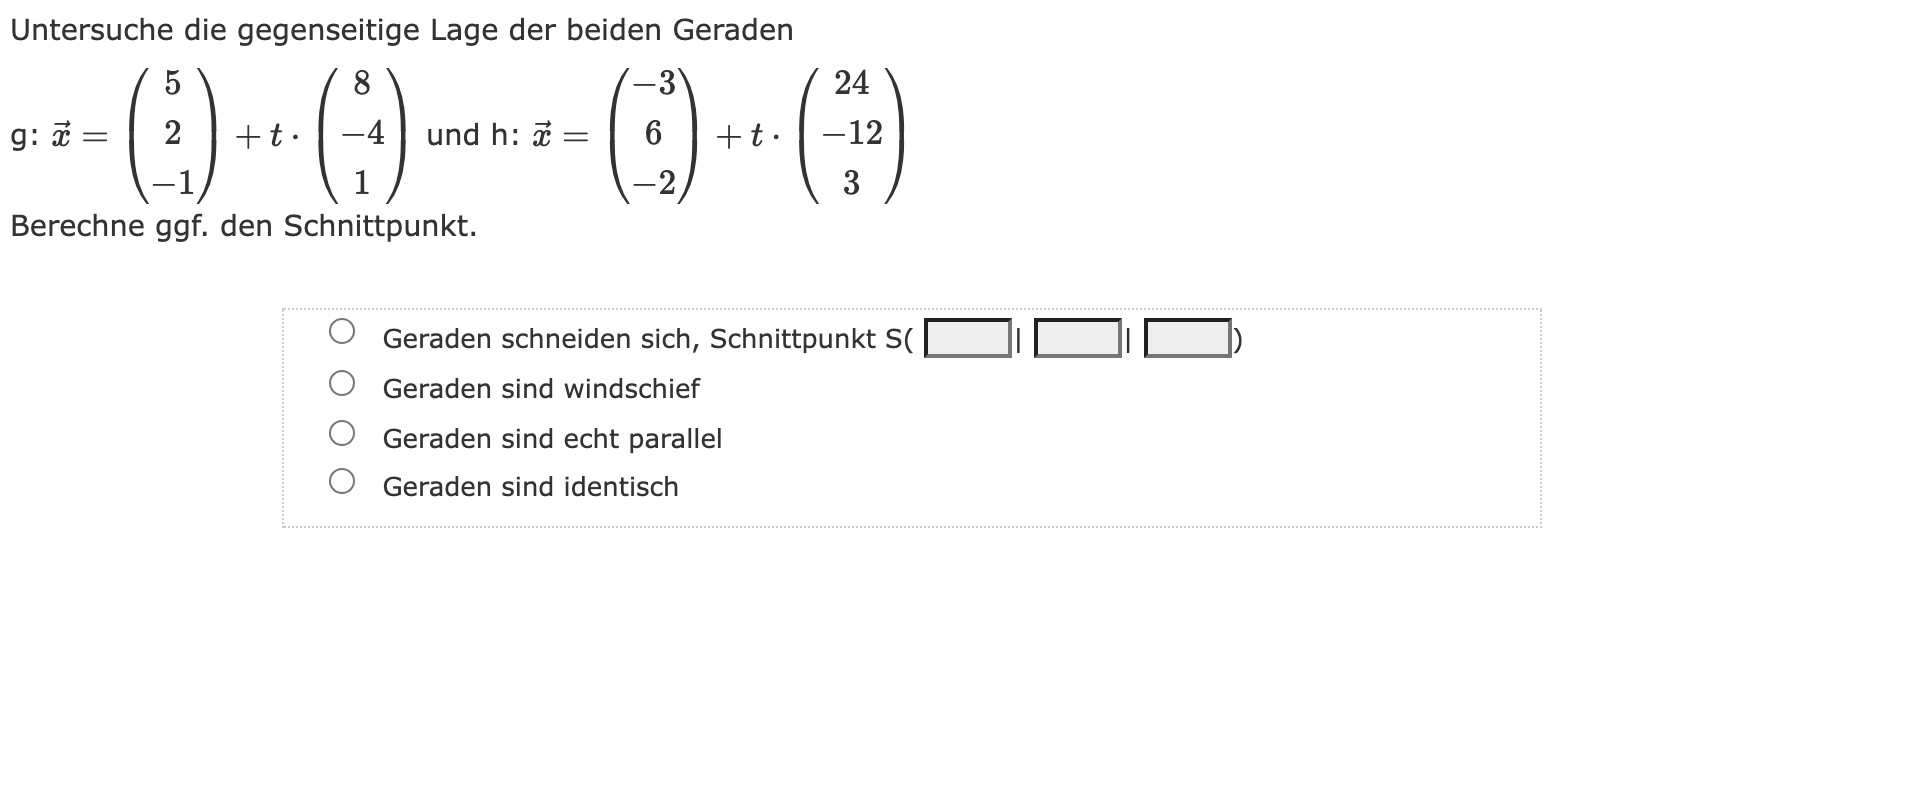 Untersuche die gegenseitige Lage der beiden Geraden
g: $\vec{x} = \begin{pmatrix} 5 \\ 2 \\ -1 \end{pmatrix} + t \cdot \begin{pmatrix} 8 \\ -4 \\ 1 \end{pmatrix}$ und h: $\vec{x} = \begin{pmatrix} -3 \\ 6 \\ -2 \end{pmatrix} + t \cdot \begin{pmatrix} 24 \\ -12 \\ 3 \end{pmatrix}$
Berechne ggf. den Schnittpunkt.
Geraden schneiden sich, Schnittpunkt S( | | )
Geraden sind windschief
Geraden sind echt parallel
Geraden sind identisch